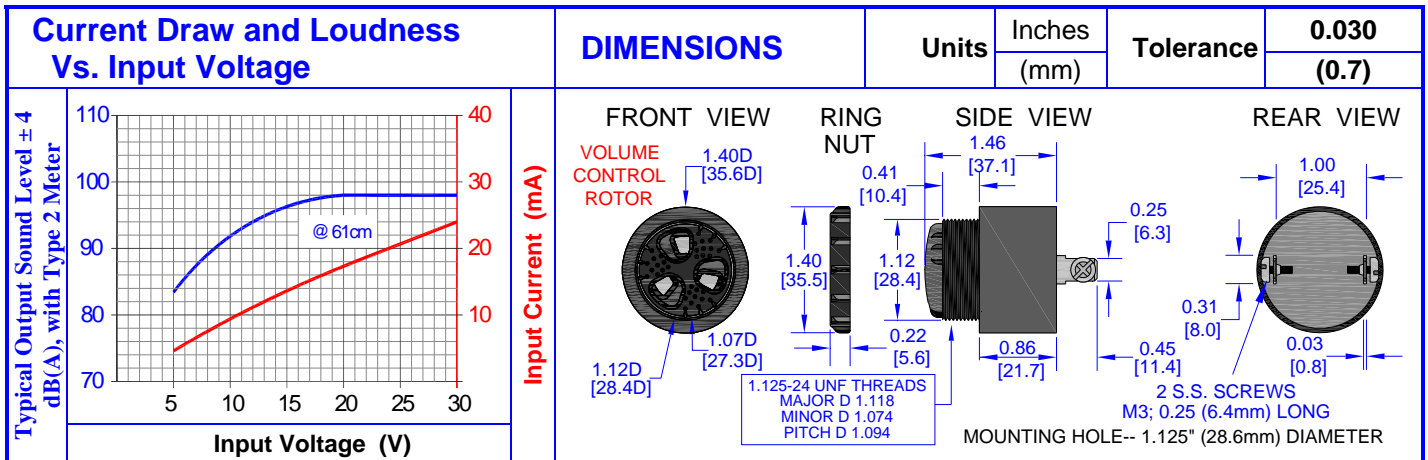 Current Draw and Loudness
Vs. Input Voltage
DIMENSIONS
Units
Inches
(mm)
Tolerance
0.030
(0.7)
Typical Output Sound Level ± 4
dB(A), with Type 2 Meter
110
100
90
80
70
40
30
20
10
@ 61cm
5 10 15 20 25 30
Input Voltage (V)
Input Current (mA)
FRONT VIEW
VOLUME
CONTROL
ROTOR
1.40D
[35.6D]
1.12D
[28.4D]
1.07D
[27.3D]
RING
NUT
1.40
[35.5]
0.22
[5.6]
SIDE VIEW
1.46
[37.1]
0.41
[10.4]
1.12
[28.4]
0.25
[6.3]
0.86
[21.7]
0.45
[11.4]
1.125-24 UNF THREADS
MAJOR D 1.118
MINOR D 1.074
PITCH D 1.094
REAR VIEW
1.00
[25.4]
0.31
[8.0]
0.03
[0.8]
2 S.S. SCREWS
M3; 0.25 (6.4mm) LONG
MOUNTING HOLE-- 1.125" (28.6mm) DIAMETER